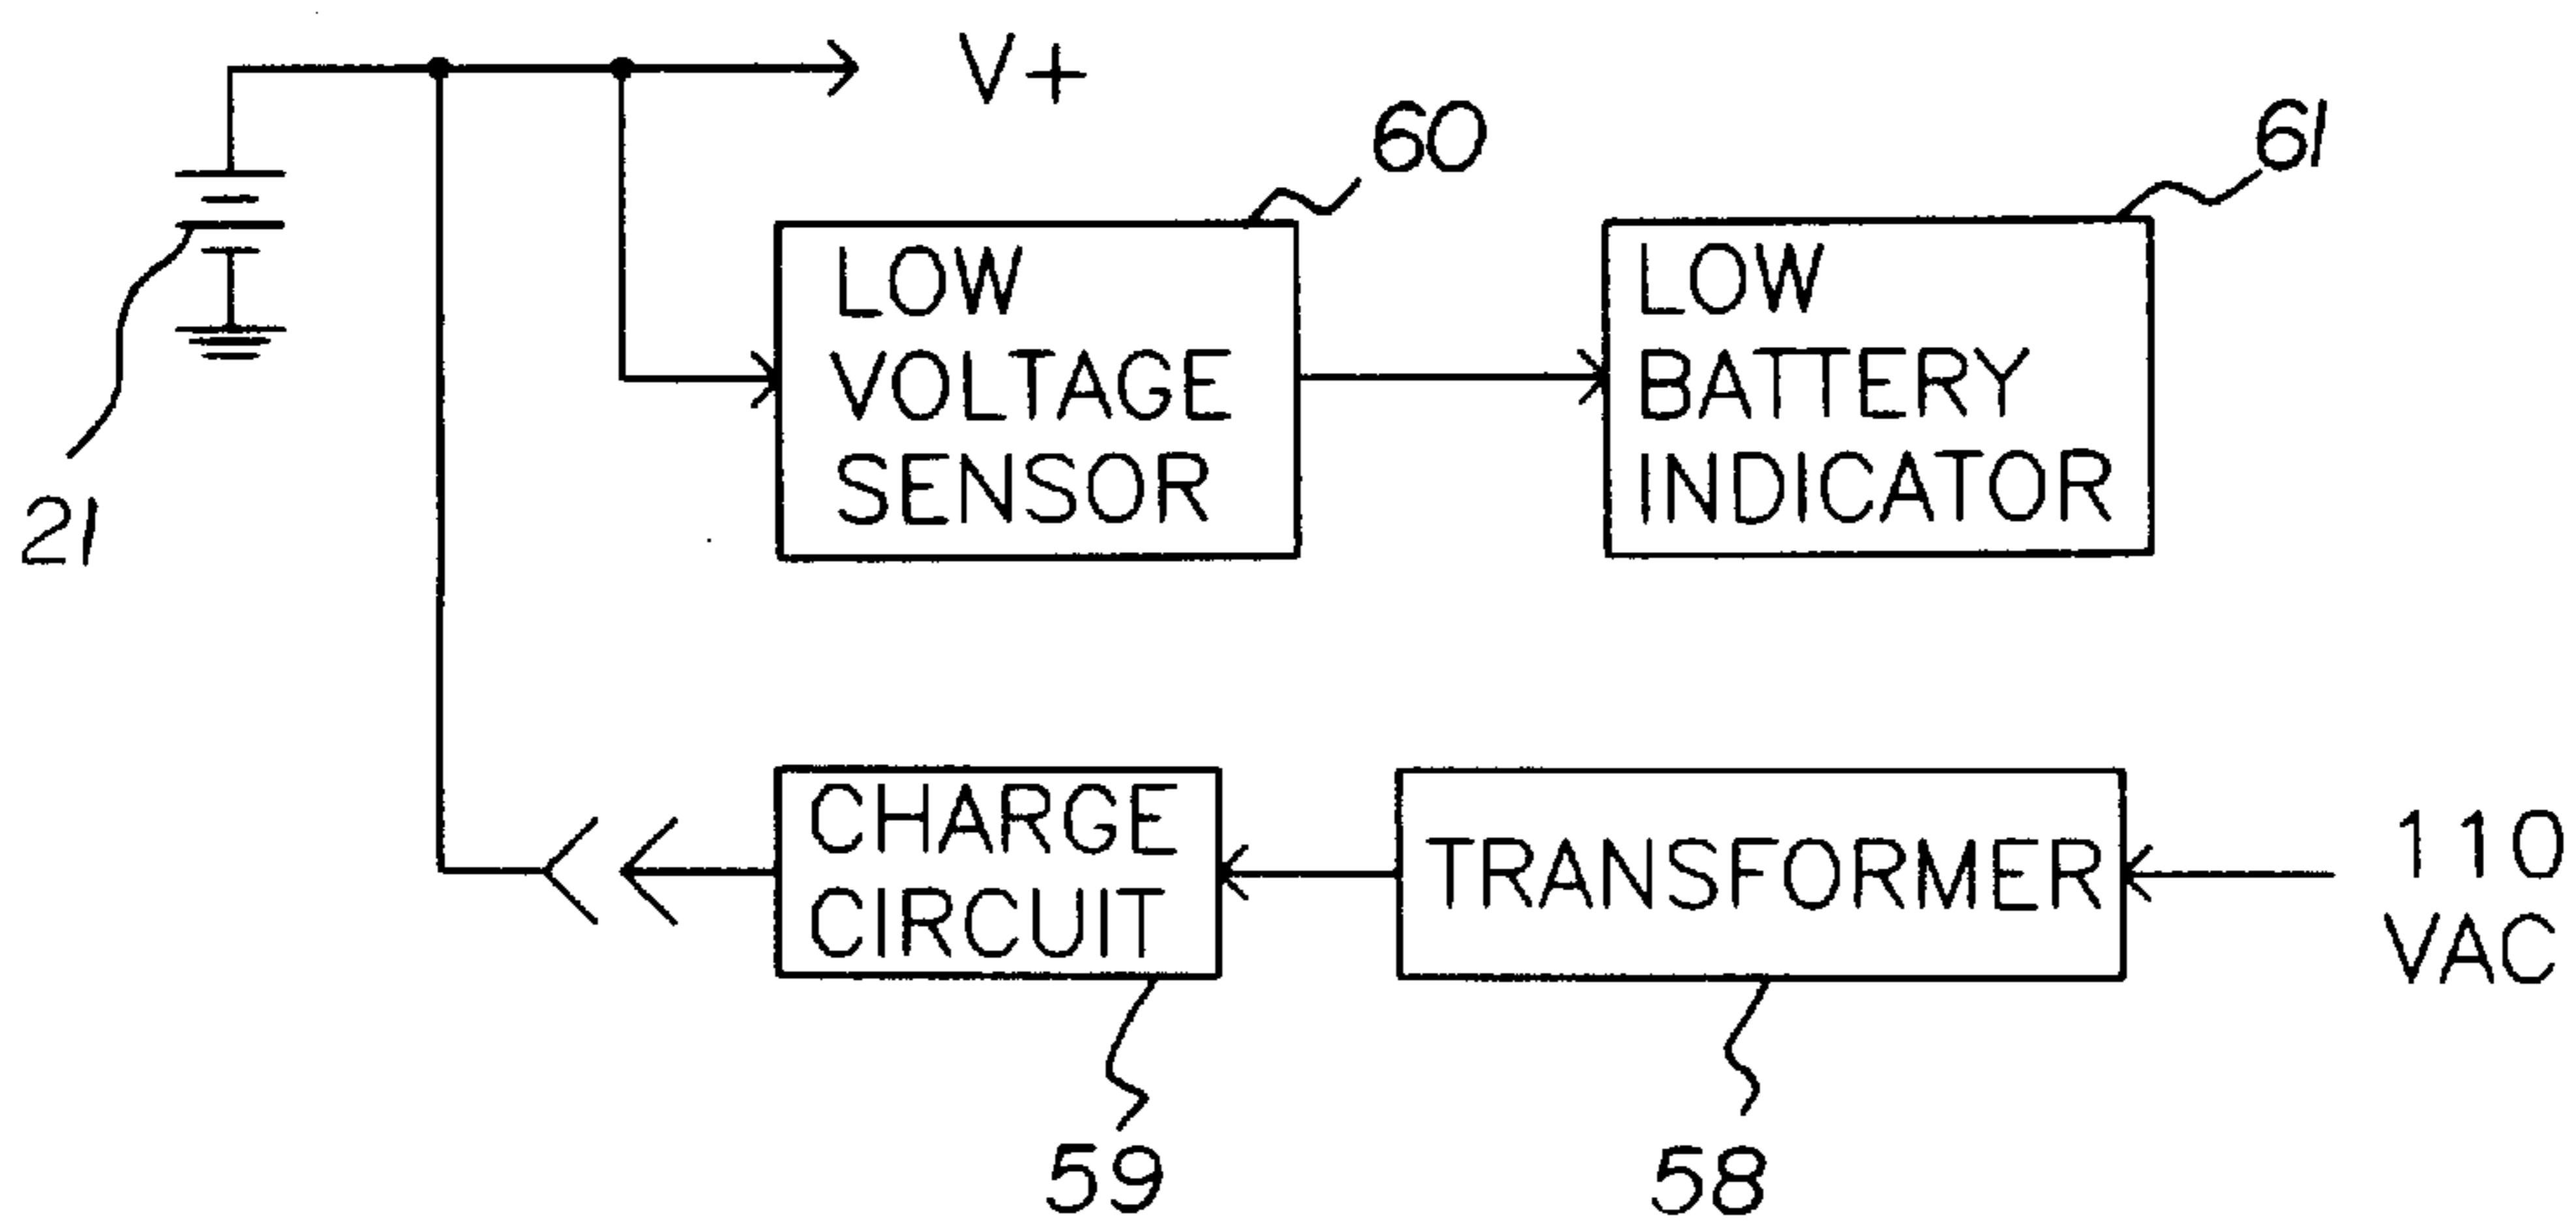 V+
60
61
LOW
VOLTAGE
SENSOR
LOW
BATTERY
INDICATOR
21
CHARGE
CIRCUIT
TRANSFORMER
110
VAC
59
58